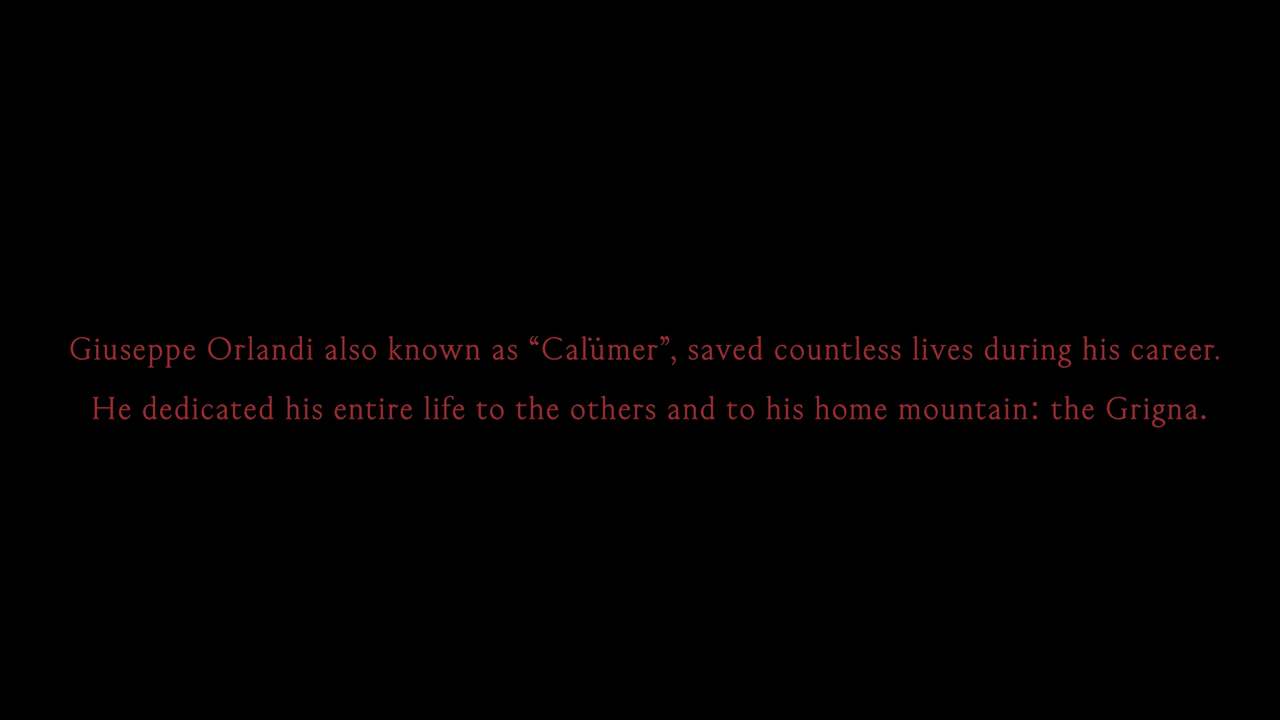 Giuseppe Orlandi also known as “Calümer”, saved countless lives during his career.
He dedicated his entire life to the others and to his home mountain: the Grigna.